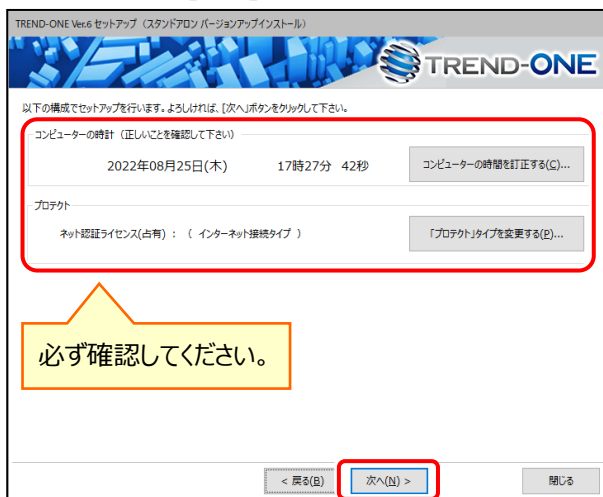 TREND-ONE Ver.6 セットアップ（スタンドアロン バージョンアップインストール）
TREND-ONE
以下の構成でセットアップを行います。よろしければ、[次へ]ボタンをクリックして下さい。
コンピューターの時計（正しいことを確認して下さい）
2022年08月25日(木) 17時27分 42秒 コンピューターの時間を訂正する(C)...
プロテクト
ネット認証ライセンス(占有) ： （ インターネット接続タイプ ） 「プロテクト」タイプを変更する(P)...
必ず確認してください。
< 戻る(B) 次へ(N) > 閉じる